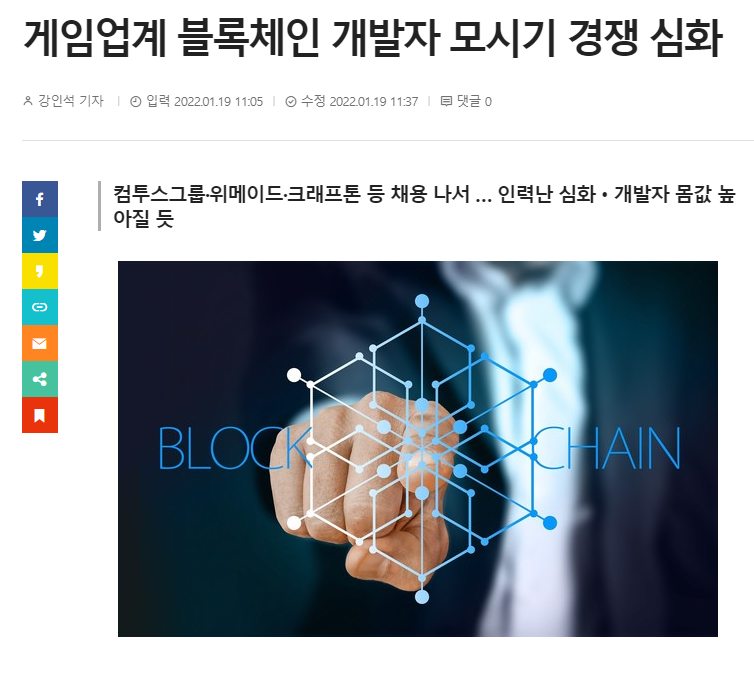 게임업계 블록체인 개발자 모시기 경쟁 심화
강인석 기자 입력 2022.01.19 11:05 수정 2022.01.19 11:37 댓글 0
컴투스그룹·위메이드·크래프톤 등 채용 나서 … 인력난 심화 • 개발자 몸값 높
아질 듯
BLOCK CHAIN